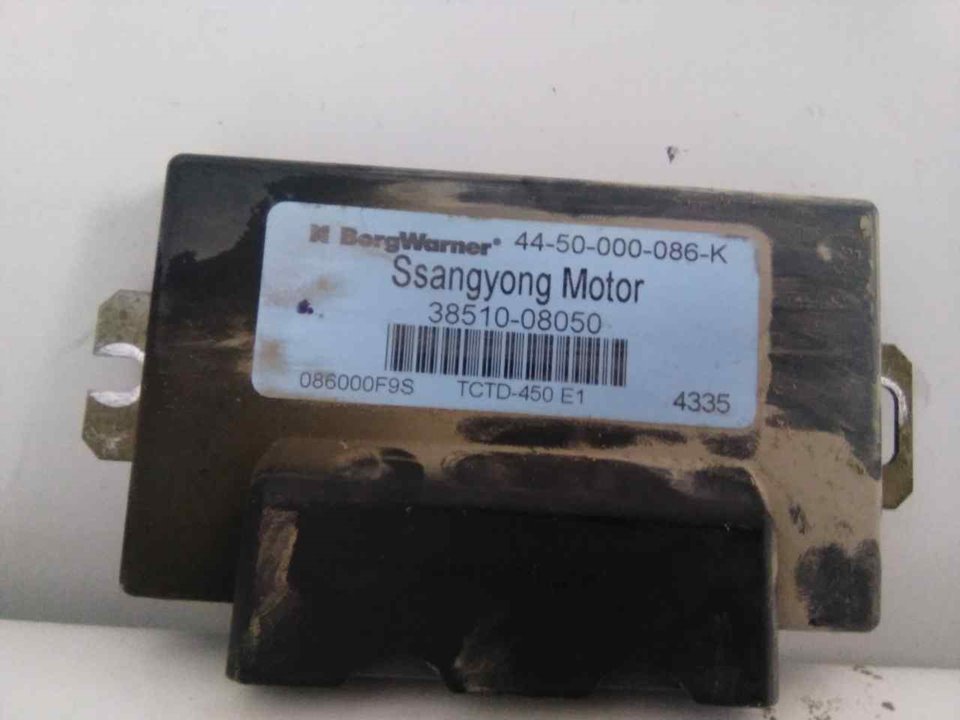 BorgWarner 44-50-000-086-K
Ssangyong Motor
38510-08050
086000F9S TCTD-450 E1 4335